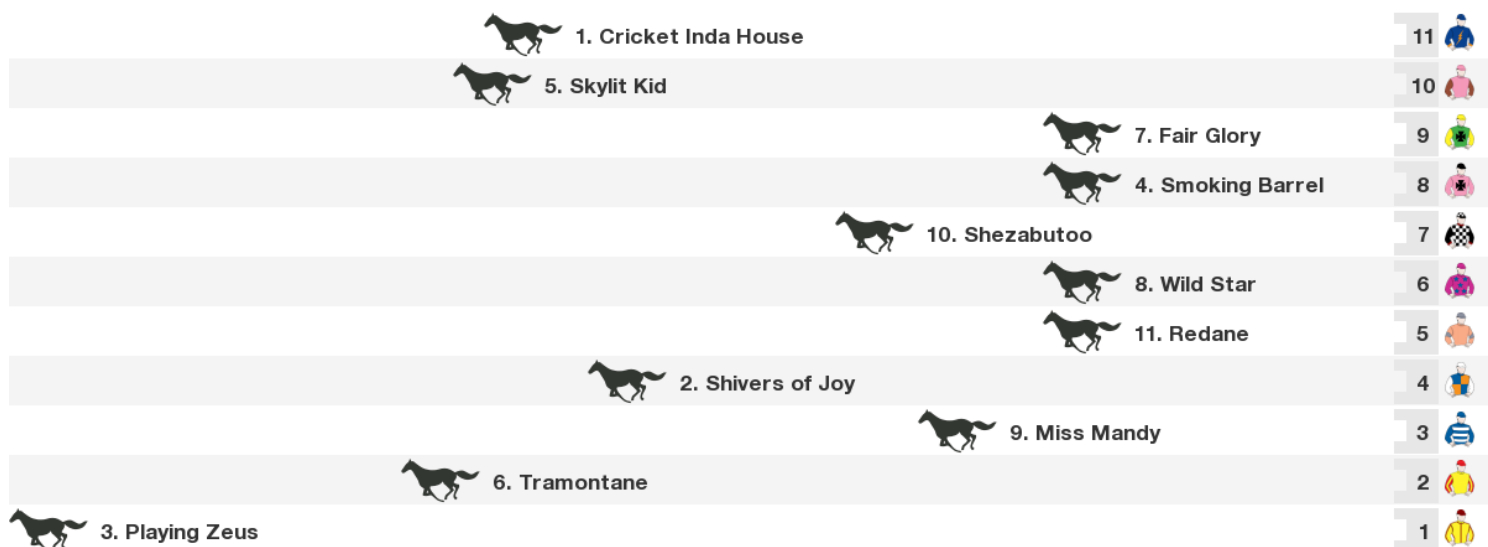 1. Cricket Inda House 11
5. Skylit Kid 10
7. Fair Glory 9
4. Smoking Barrel 8
10. Shezabutoo 7
8. Wild Star 6
11. Redane 5
2. Shivers of Joy 4
9. Miss Mandy 3
6. Tramontane 2
3. Playing Zeus 1